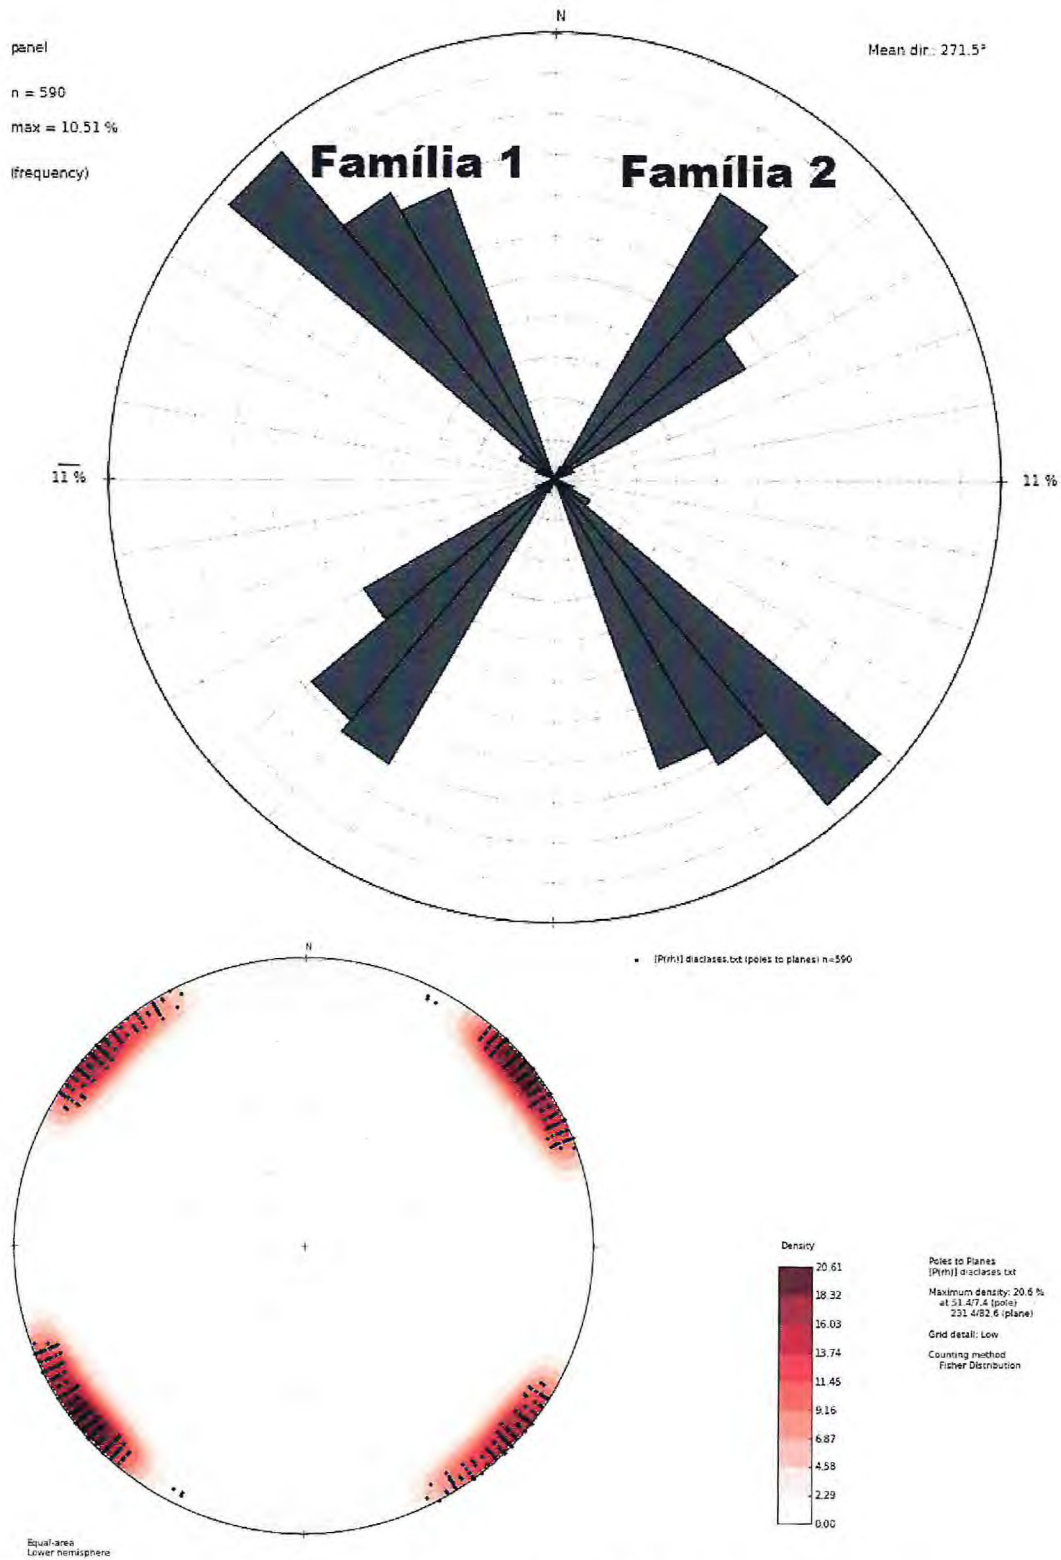 N
panel
Mean dir.: 271.5°
n = 590
max = 10.51 %
(frequency)
Família 1
Família 2
11 %
11 %
N
[P(rh)] diaclases.txt (poles to planes) n=590
Density
20.61
18.32
16.03
13.74
11.45
9.16
6.87
4.58
2.29
0.00
Poles to Planes
[P(rh)] diaclases.txt
Maximum density: 20.6 %
at 51.4/7.4 (pole)
231.4/82.6 (plane)
Grid detail: Low
Counting method
Fisher Distribution
Equal-area
Lower hemisphere